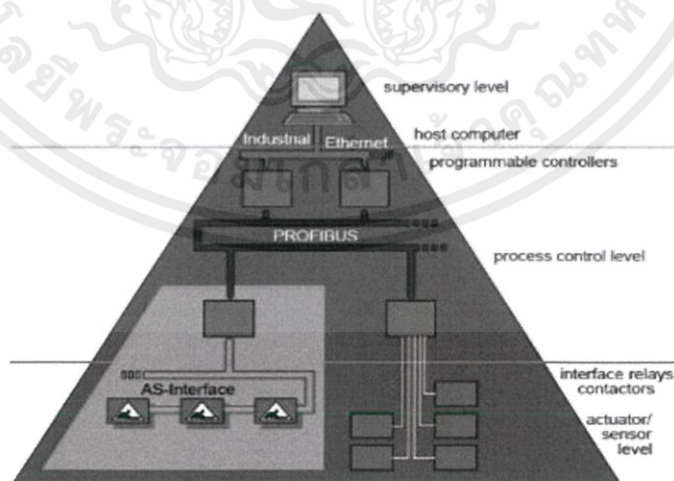 supervisory level
Industrial Ethernet
host computer
programmable controllers
PROFIBUS
process control level
interface relays
contactors
AS-Interface
actuator/
sensor
level